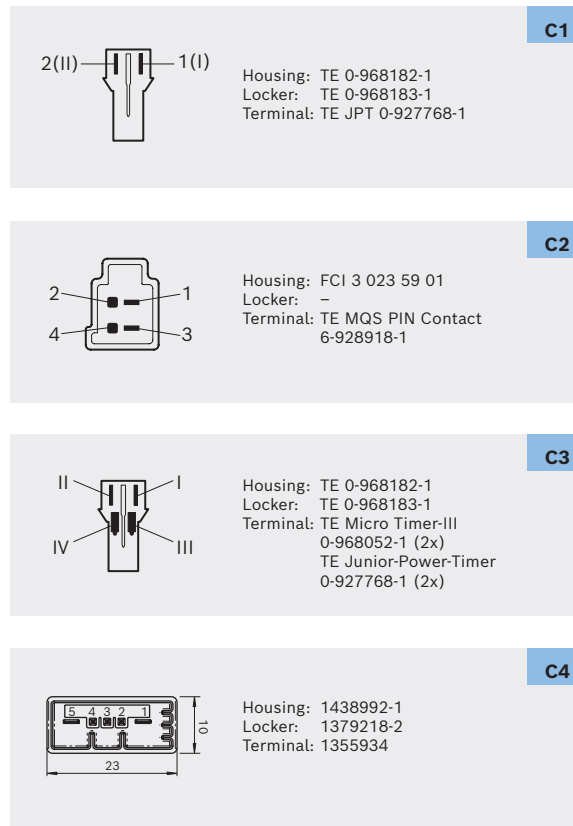 C1
2(II) 1(I)
Housing: TE 0-968182-1
Locker: TE 0-968183-1
Terminal: TE JPT 0-927768-1
C2
2 1
4 3
Housing: FCI 3 023 59 01
Locker: –
Terminal: TE MQS PIN Contact
6-928918-1
C3
II I
IV III
Housing: TE 0-968182-1
Locker: TE 0-968183-1
Terminal: TE Micro Timer-III
0-968052-1 (2x)
TE Junior-Power-Timer
0-927768-1 (2x)
C4
5 4 3 2 1
10
23
Housing: 1438992-1
Locker: 1379218-2
Terminal: 1355934